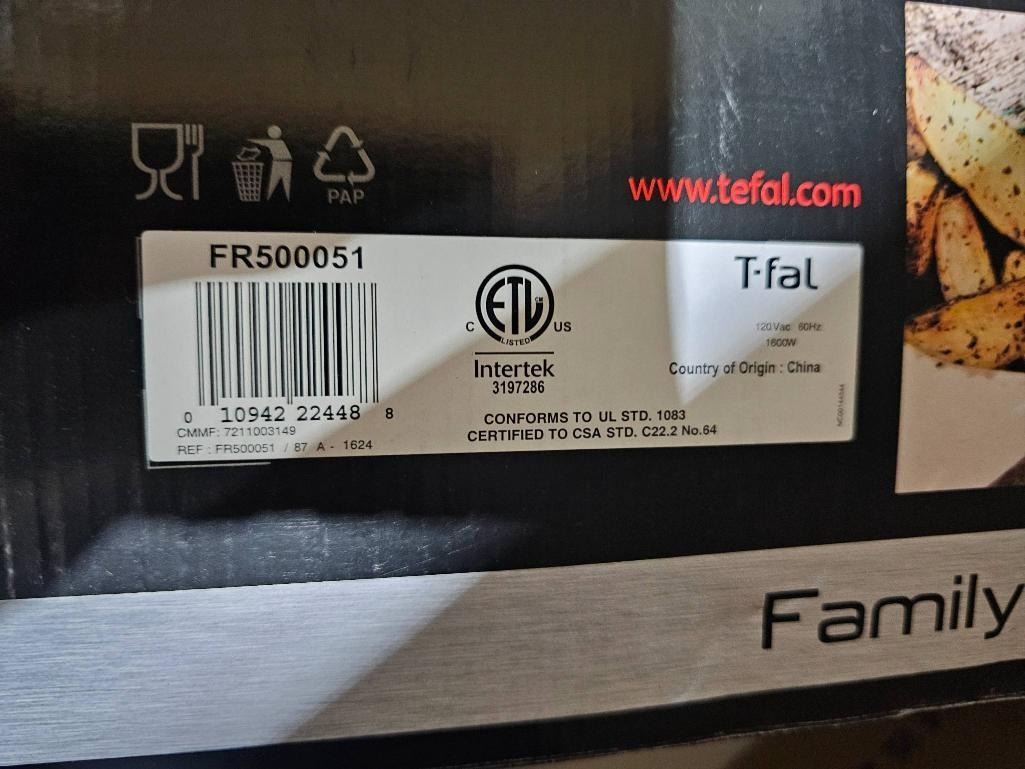 PAP
www.tefal.com
FR500051
0 10942 22448 8
CMMF: 7211003149
REF : FR500051 / 87 A - 1624
ETL CM
C US
LISTED
Intertek
3197286
CONFORMS TO UL STD. 1083
CERTIFIED TO CSA STD. C22.2 No.64
T-fal
120Vac 60Hz
1600W
Country of Origin : China
Family